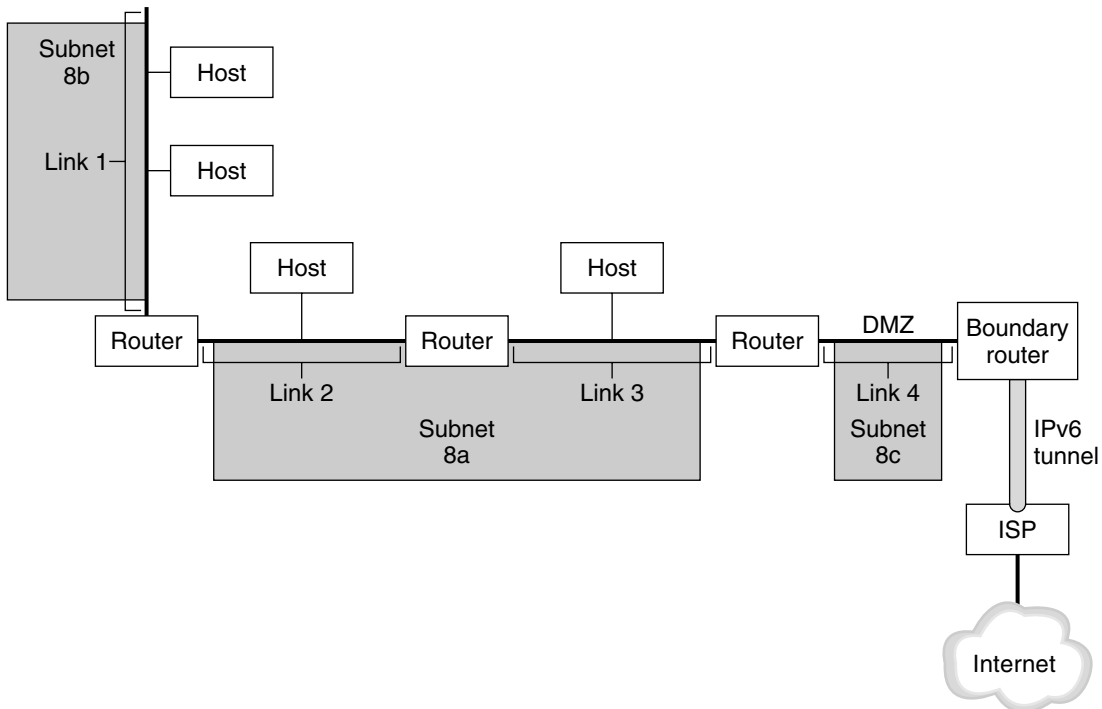 Subnet
8b
Host
Link 1
Host
Host
Host
Router
Router
Router
DMZ
Boundary
router
Link 2
Link 3
Link 4
Subnet
8a
Subnet
8c
IPv6
tunnel
ISP
Internet